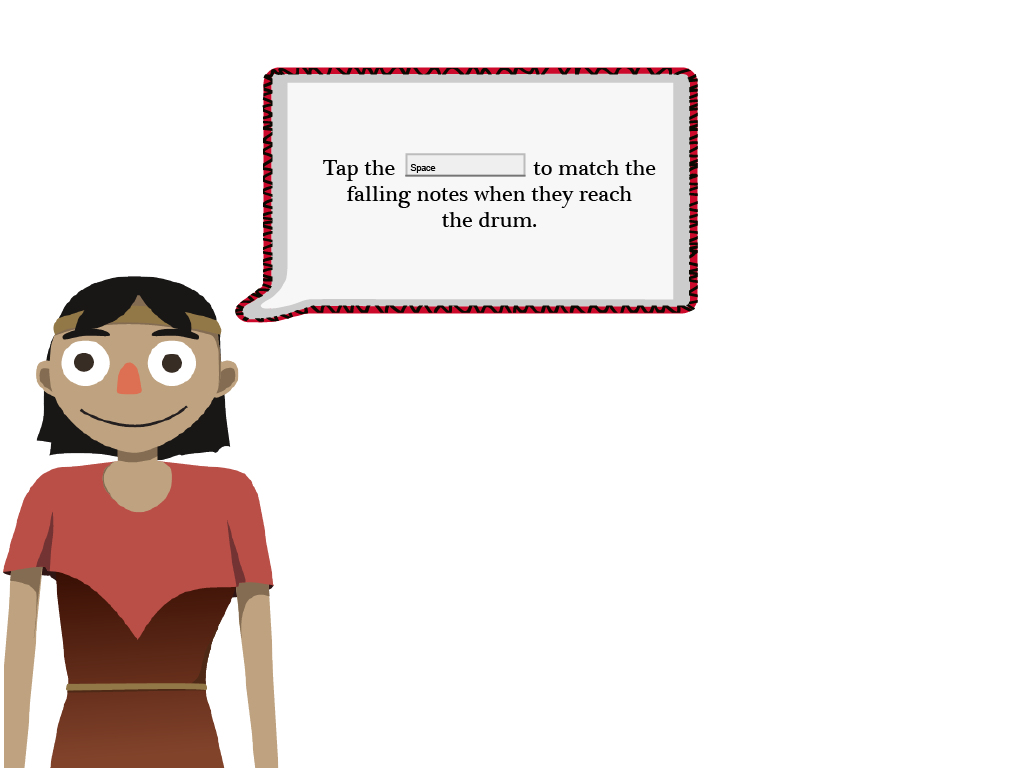 Tap the Space to match the
falling notes when they reach
the drum.